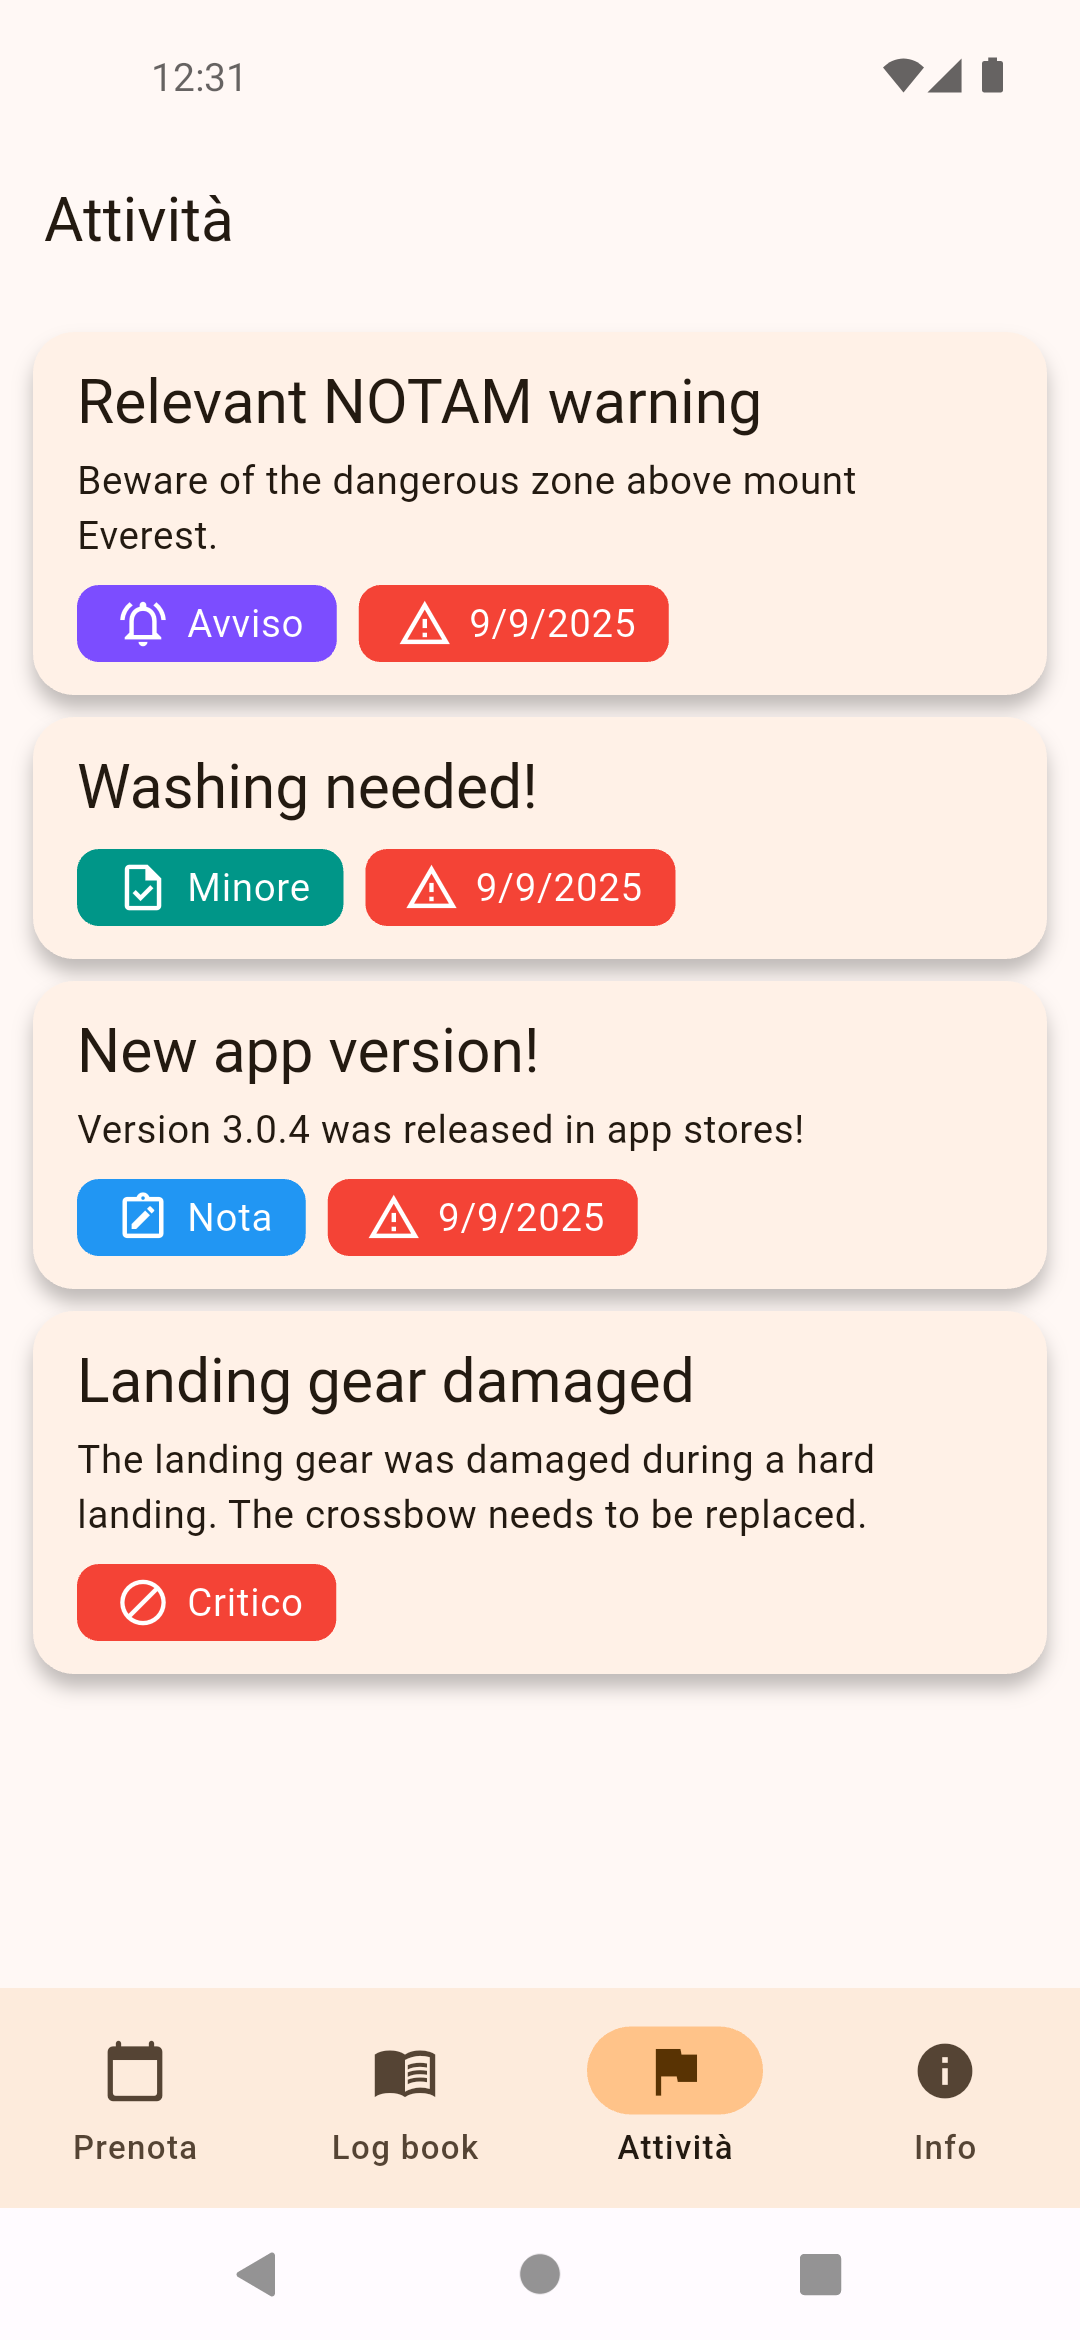 12:31
Attività
Relevant NOTAM warning
Beware of the dangerous zone above mount
Everest.
Avviso
9/9/2025
Washing needed!
Minore
9/9/2025
New app version!
Version 3.0.4 was released in app stores!
Nota
9/9/2025
Landing gear damaged
The landing gear was damaged during a hard
landing. The crossbow needs to be replaced.
Critico
Prenota
Log book
Attività
Info